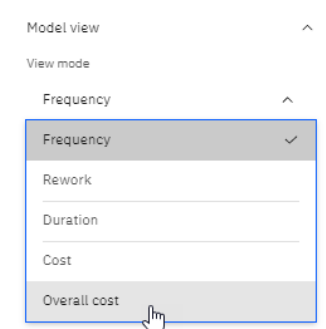 Model view
View mode
Frequency
Frequency
Rework
Duration
Cost
Overall cost